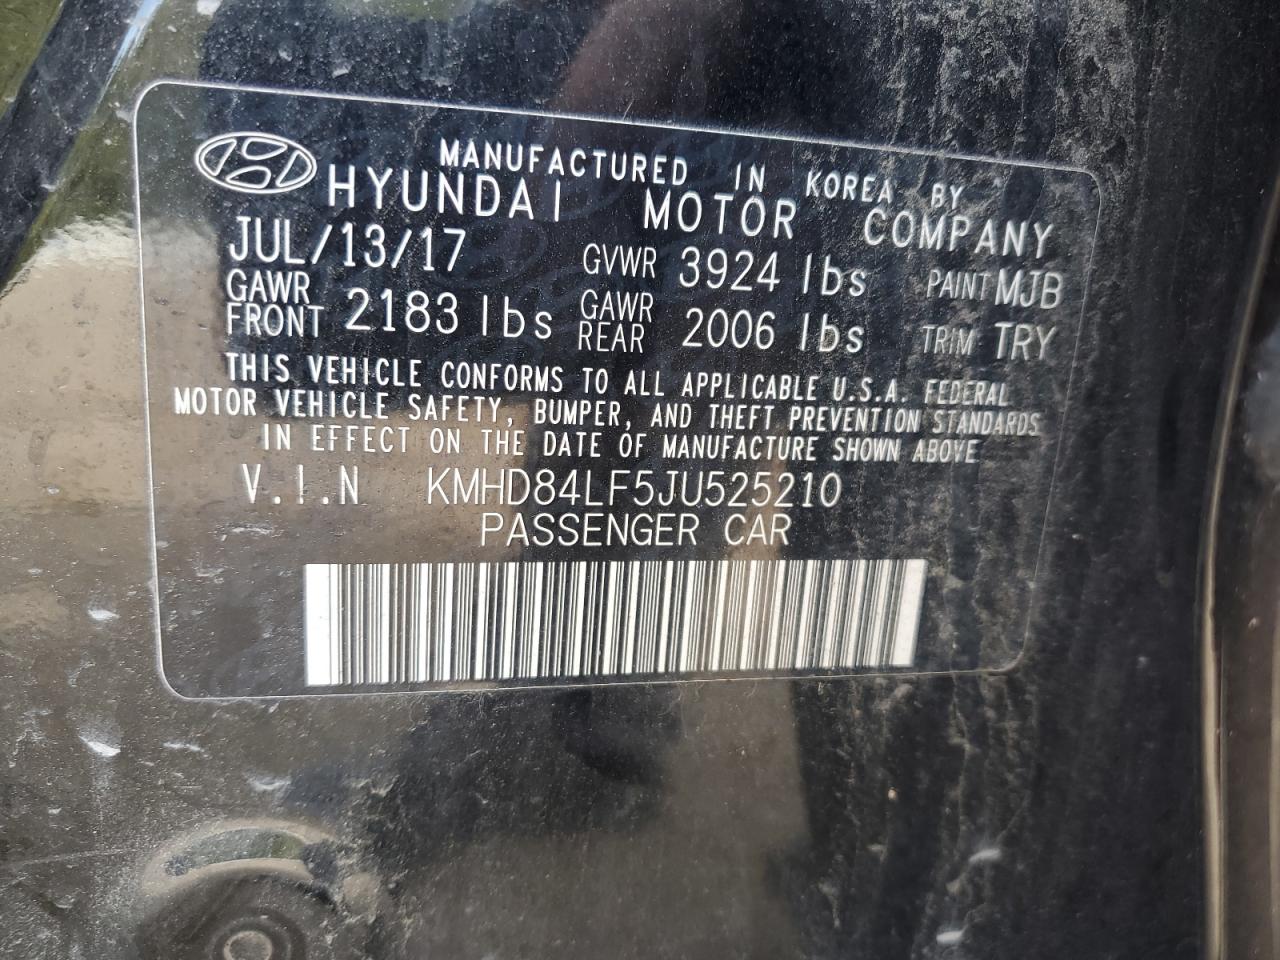 MANUFACTURED IN KOREA BY
HYUNDAI MOTOR COMPANY
JUL/13/17 GVWR 3924 lbs PAINT MJB
GAWR FRONT 2183 lbs GAWR REAR 2006 lbs TRIM TRY
THIS VEHICLE CONFORMS TO ALL APPLICABLE U.S.A. FEDERAL
MOTOR VEHICLE SAFETY, BUMPER, AND THEFT PREVENTION STANDARDS
IN EFFECT ON THE DATE OF MANUFACTURE SHOWN ABOVE
V.I.N KMHD84LF5JU525210
PASSENGER CAR